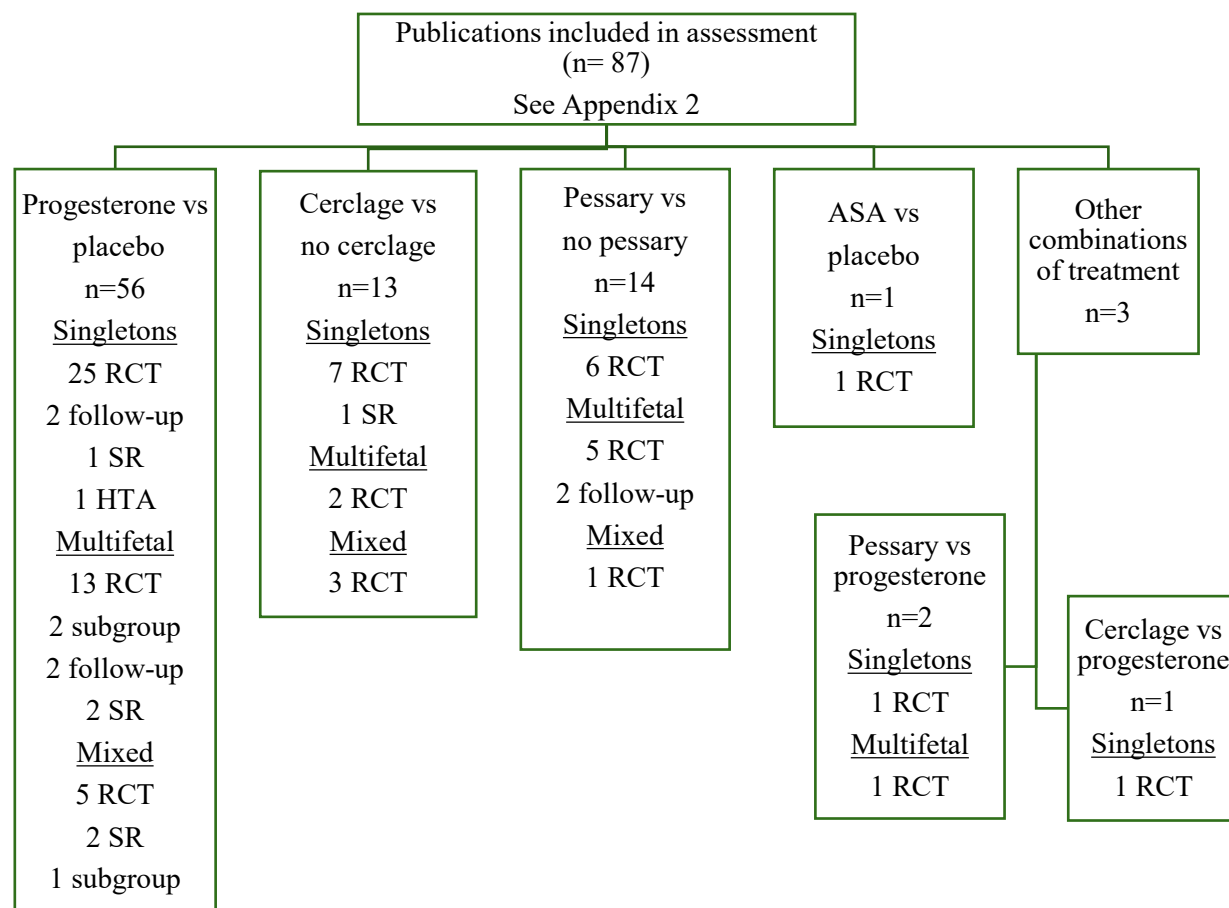 Publications included in assessment
(n= 87)
See Appendix 2
Progesterone vs
placebo
n=56
Singletons
25 RCT
2 follow-up
1 SR
1 HTA
Multifetal
13 RCT
2 subgroup
2 follow-up
2 SR
Mixed
5 RCT
2 SR
1 subgroup
Cerclage vs
no cerclage
n=13
Singletons
7 RCT
1 SR
Multifetal
2 RCT
Mixed
3 RCT
Pessary vs
no pessary
n=14
Singletons
6 RCT
Multifetal
5 RCT
2 follow-up
Mixed
1 RCT
ASA vs
placebo
n=1
Singletons
1 RCT
Other
combinations
of treatment
n=3
Pessary vs
progesterone
n=2
Singletons
1 RCT
Multifetal
1 RCT
Cerclage vs
progesterone
n=1
Singletons
1 RCT